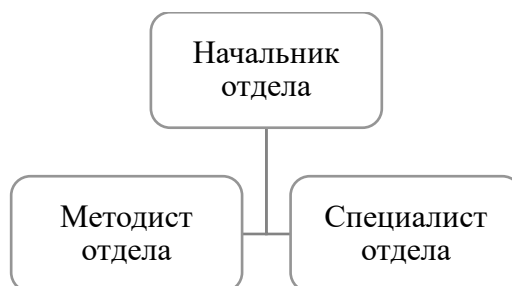 Начальник
отдела
Методист
отдела
Специалист
отдела